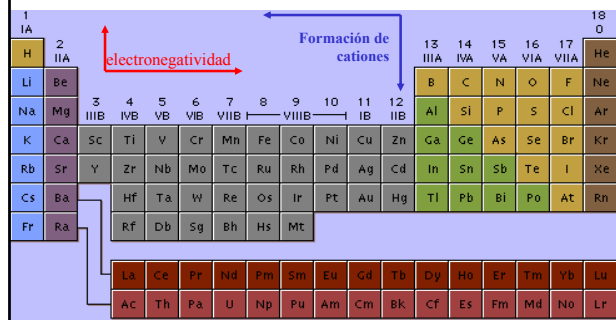 1 18
IA 0
H 2 electronegatividad Formación de 13 14 15 16 17 He
IIA cationes IIIA IVA VA VIA VIIA
Li Be B C N O F Ne
Na Mg 3 4 5 6 7 8 9 10 11 12 Al Si P S Cl Ar
IIIB IVB VB VIB VIIB VIIIB IB IIB
K Ca Sc Ti V Cr Mn Fe Co Ni Cu Zn Ga Ge As Se Br Kr
Rb Sr Y Zr Nb Mo Tc Ru Rh Pd Ag Cd In Sn Sb Te I Xe
Cs Ba Hf Ta W Re Os Ir Pt Au Hg Tl Pb Bi Po At Rn
Fr Ra Rf Db Sg Bh Hs Mt
La Ce Pr Nd Pm Sm Eu Gd Tb Dy Ho Er Tm Yb Lu
Ac Th Pa U Np Pu Am Cm Bk Cf Es Fm Md No Lr